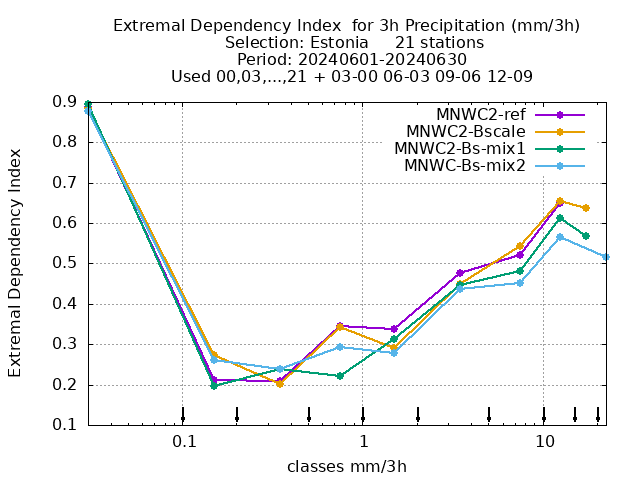 Extremal Dependency Index  for 3h Precipitation (mm/3h)
Selection: Estonia     21 stations
Period: 20240601-20240630
Used 00,03,...,21 + 03-00 06-03 09-06 12-09
MNWC2-ref
MNWC2-Bscale
MNWC2-Bs-mix1
MNWC-Bs-mix2
Extremal Dependency Index
0.9
0.8
0.7
0.6
0.5
0.4
0.3
0.2
0.1
0.1 1 10
classes mm/3h